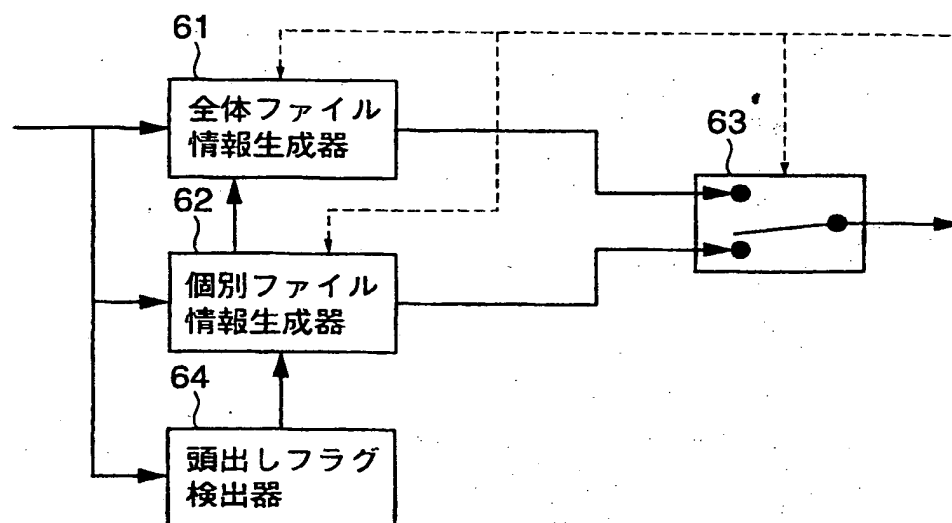 61
全体ファイル
情報生成器
62
個別ファイル
情報生成器
63
64
頭出しフラグ
検出器